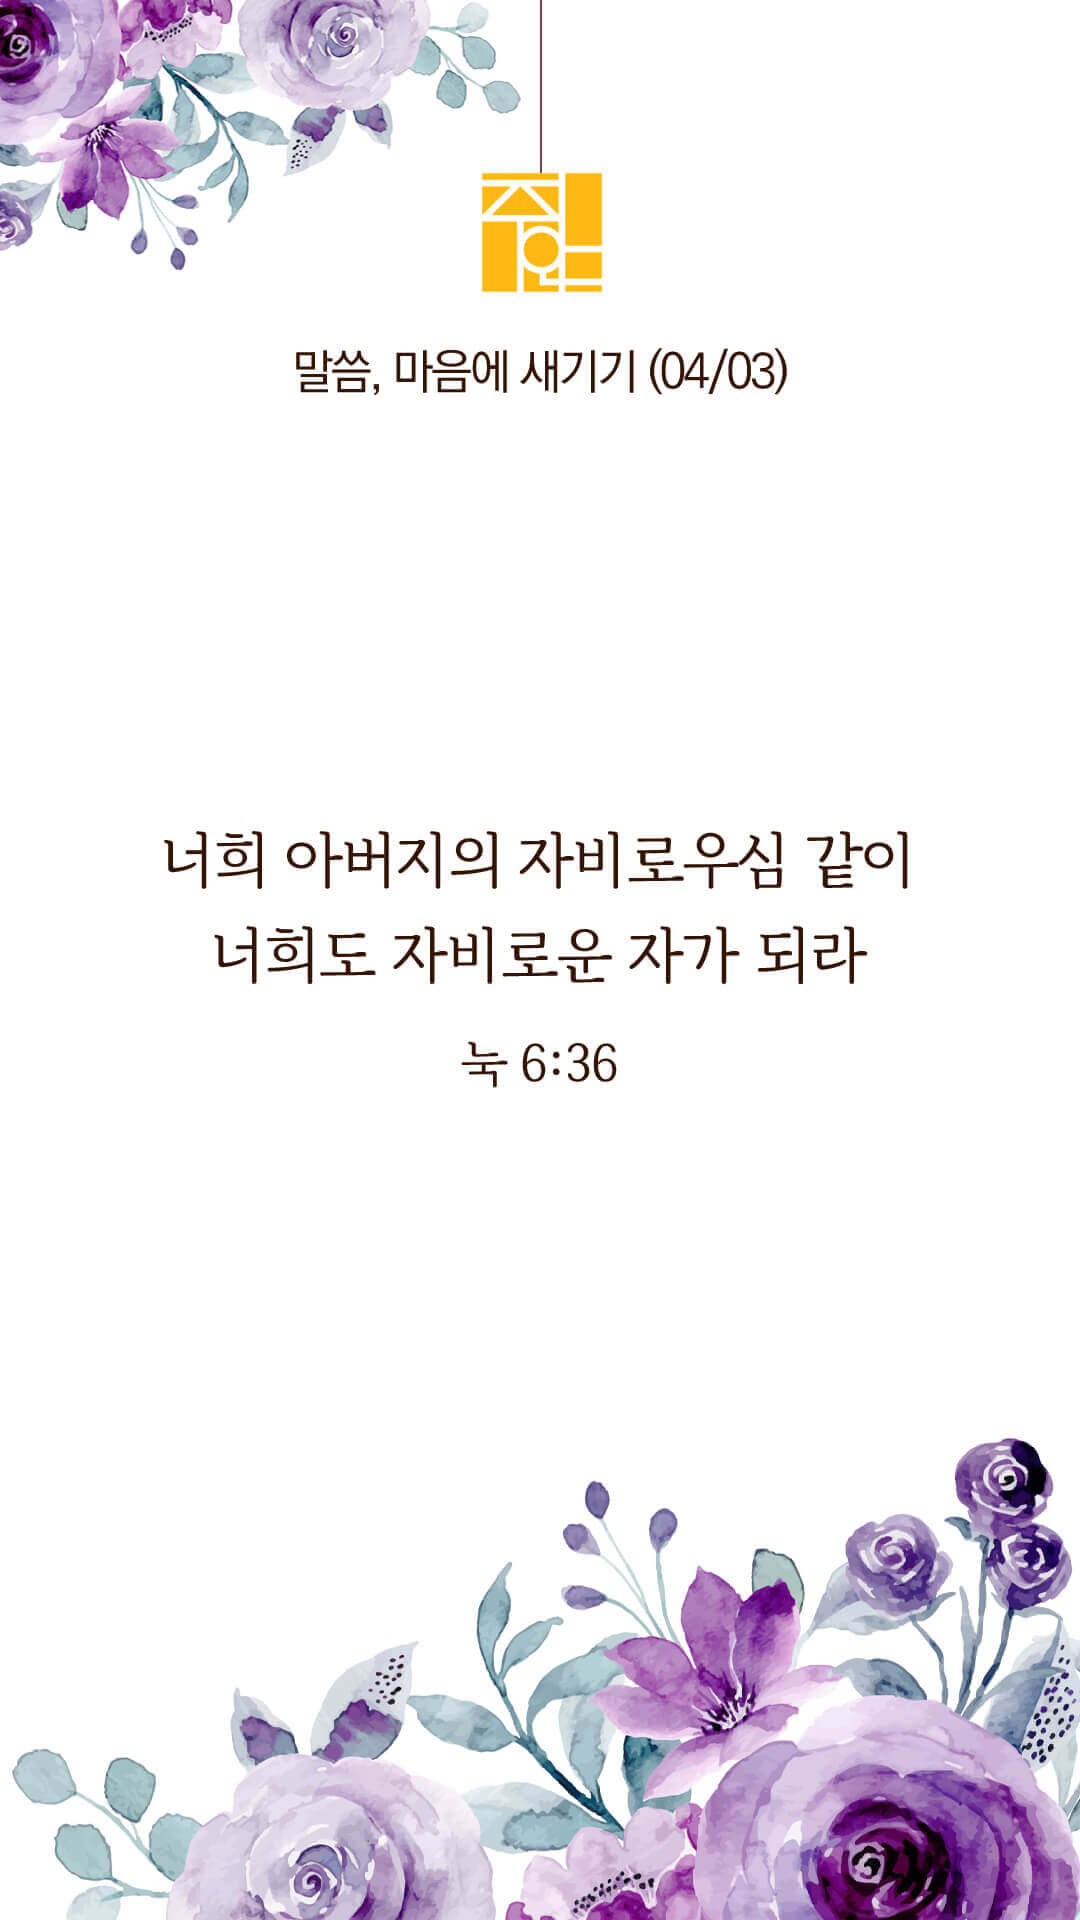 말씀, 마음에 새기기 (04/03)
너희 아버지의 자비로우심 같이
너희도 자비로운 자가 되라
눅 6:36